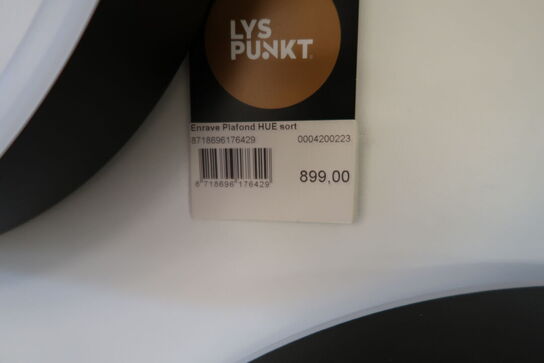 LYS
PUNKT.
Enrave Plafond HUE sort
8718696176429 0004200223
899,00
8 718696 176429